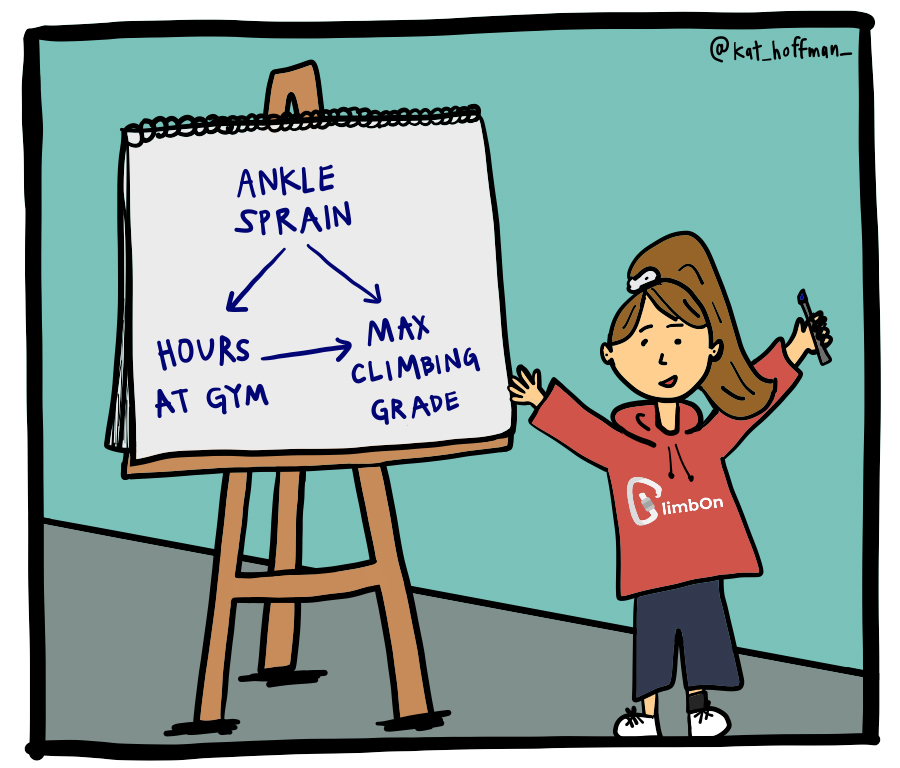 @kat_hoffman_
ANKLE
SPRAIN
HOURS
AT GYM
MAX
CLIMBING
GRADE
ClimbOn